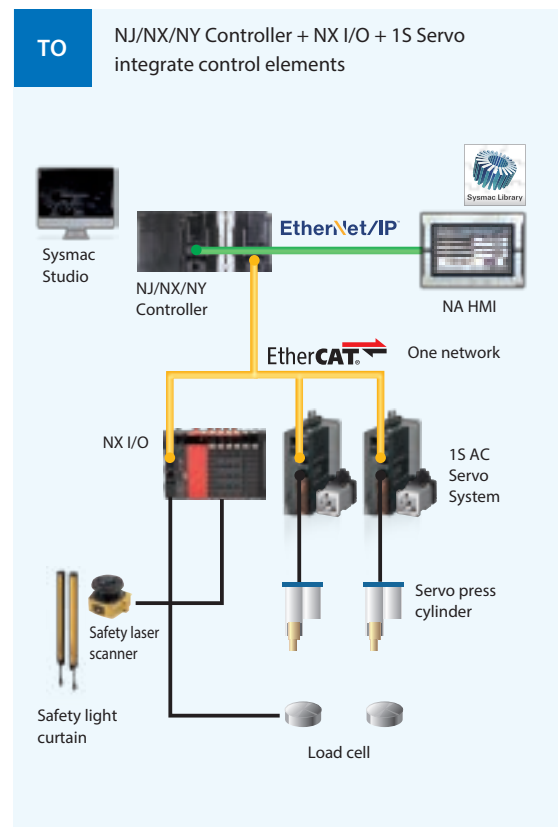 TO
NJ/NX/NY Controller + NX I/O + 1S Servo
integrate control elements
Sysmac Library
EtherNet/IP™
Sysmac
Studio
NJ/NX/NY
Controller
NA HMI
EtherCAT®
One network
NX I/O
1S AC
Servo
System
Servo press
cylinder
Safety laser
scanner
Safety light
curtain
Load cell